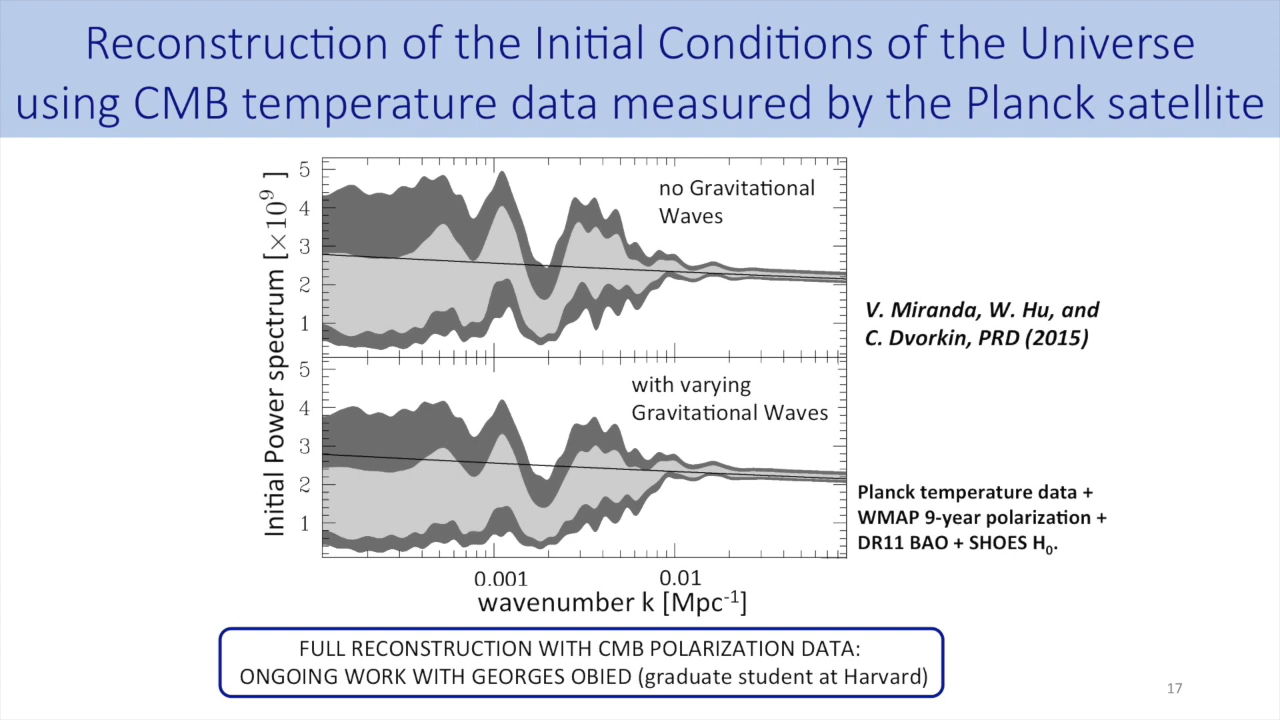 Reconstruction of the Initial Conditions of the Universe
using CMB temperature data measured by the Planck satellite
Initial Power spectrum [×10⁹ ]
5
4
3
2
1
no Gravitational
Waves
5
4
3
2
1
with varying
Gravitational Waves
0.001
0.01
wavenumber k [Mpc⁻¹]
V. Miranda, W. Hu, and
C. Dvorkin, PRD (2015)
Planck temperature data +
WMAP 9-year polarization +
DR11 BAO + SHOES H₀.
FULL RECONSTRUCTION WITH CMB POLARIZATION DATA:
ONGOING WORK WITH GEORGES OBIED (graduate student at Harvard)
17